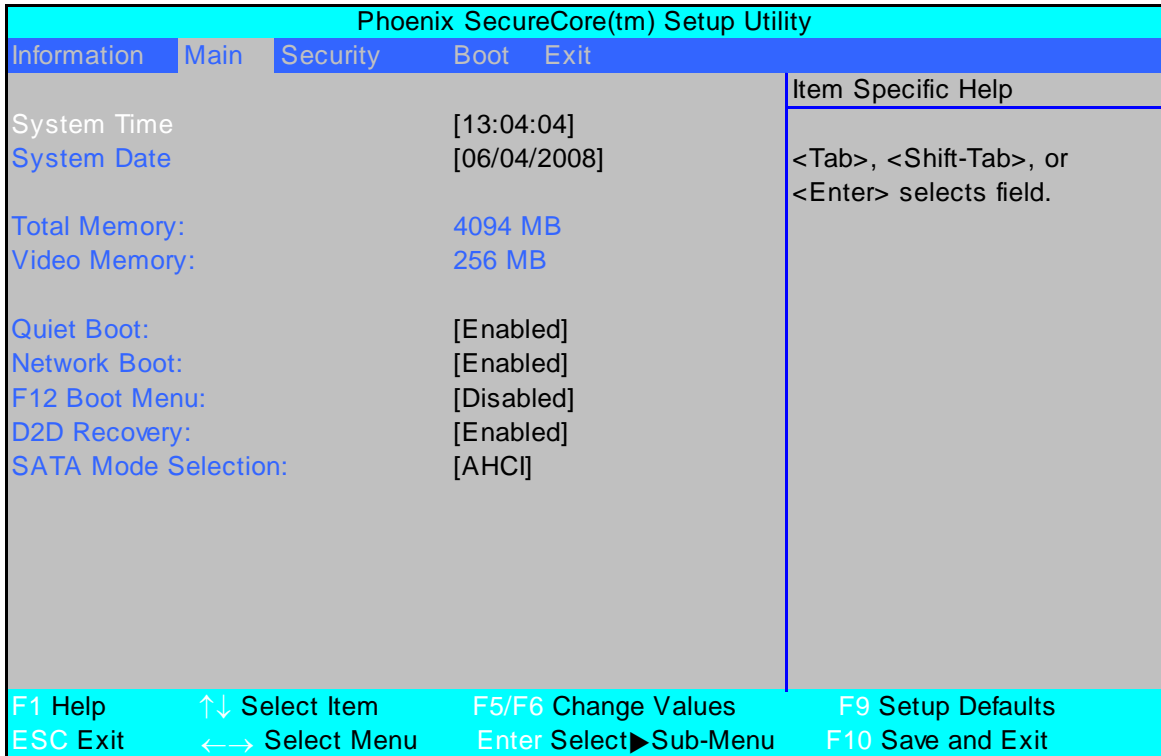 Phoenix SecureCore(tm) Setup Utility
Information Main Security Boot Exit
Item Specific Help
System Time [13:04:04]
System Date [06/04/2008]
<Tab>, <Shift-Tab>, or
<Enter> selects field.
Total Memory: 4094 MB
Video Memory: 256 MB
Quiet Boot: [Enabled]
Network Boot: [Enabled]
F12 Boot Menu: [Disabled]
D2D Recovery: [Enabled]
SATA Mode Selection: [AHCI]
F1 Help ↑↓ Select Item F5/F6 Change Values F9 Setup Defaults
ESC Exit ←→ Select Menu Enter Select▶Sub-Menu F10 Save and Exit